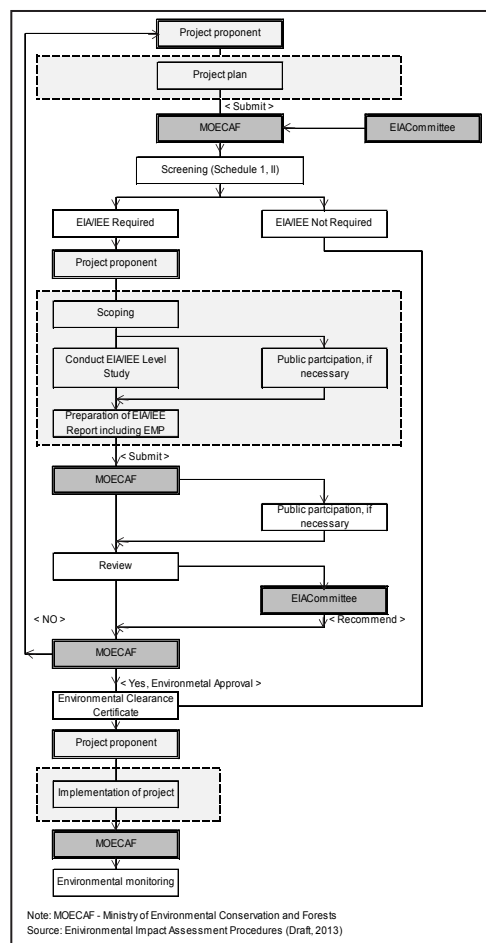 Project proponent
Project plan
< Submit >
MOECAF
EIACommittee
Screening (Schedule 1, II)
EIA/IEE Required
EIA/IEE Not Required
Project proponent
Scoping
Conduct EIA/IEE Level
Study
Public partcipation, if
necessary
Preparation of EIA/IEE
Report including EMP
< Submit >
MOECAF
Public partcipation, if
necessary
Review
EIACommittee
< NO >
< Recommend >
MOECAF
< Yes, Environmetal Approval >
Environmental Clearance
Certificate
Project proponent
Implementation of project
MOECAF
Environmental monitoring
Note: MOECAF - Ministry of Environmental Conservation and Forests
Source: Enivironmental Impact Assessment Procedures (Draft, 2013)